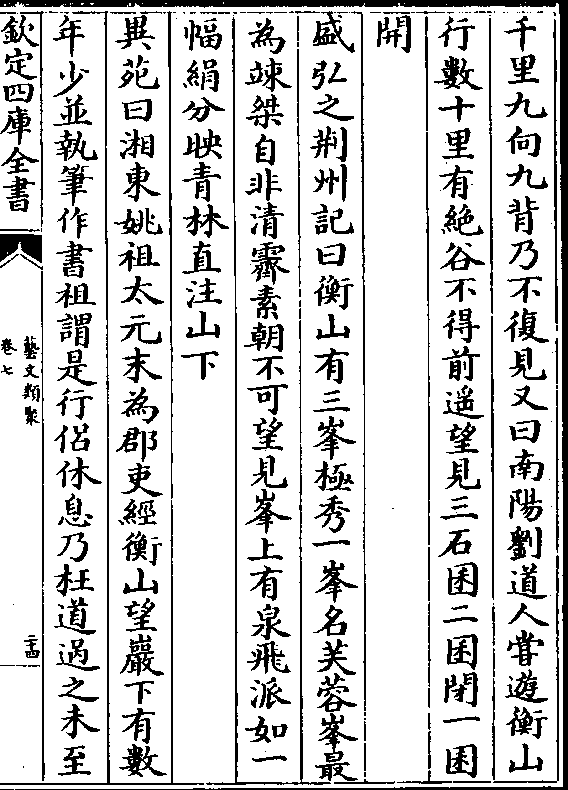 千里九向九背乃不復見又曰南陽劉道人甞遊衡山
行數十里有絶谷不得前遥望見三石囷二囷閉一囷
開
盛弘之荆州記曰衡山有三峯極秀一峯名芙蓉峯最
為竦桀自非清霽素朝不可望見峯上有泉飛派如一
幅絹分映青林直注山下
異苑曰湘東姚祖太元末為郡吏經衡山望巖下有數
年少並執筆作書祖謂是行侣休息乃枉道過之未至
欽定四庫全書
藝文類聚
卷七
二十四